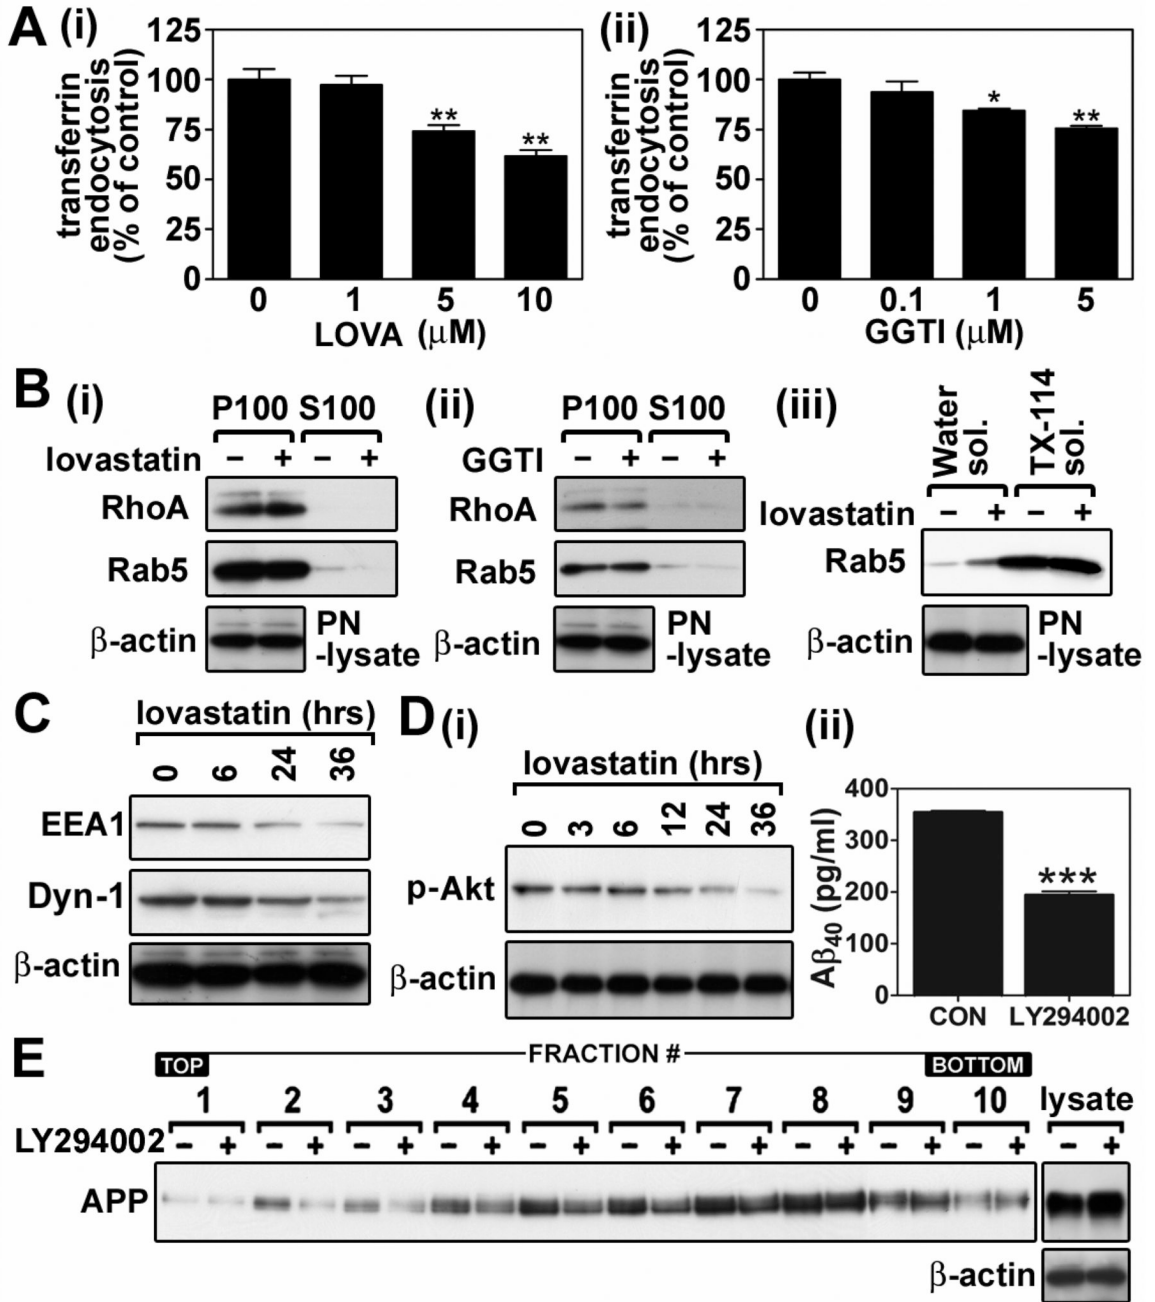 A (i)
125
100
75
50
25
0
transferrin
endocytosis
(% of control)
**
**
0 1 5 10
LOVA (μM)
(ii)
125
100
75
50
25
0
transferrin
endocytosis
(% of control)
*
**
0 0.1 1 5
GGTI (μM)
B (i)
P100 S100
lovastatin − + − +
RhoA
Rab5
β-actin
PN
-lysate
(ii)
P100 S100
GGTI − + − +
RhoA
Rab5
β-actin
PN
-lysate
(iii)
Water
sol.
TX-114
sol.
lovastatin − + − +
Rab5
β-actin
PN
-lysate
C
lovastatin (hrs)
0 6 24 36
EEA1
Dyn-1
β-actin
D (i)
lovastatin (hrs)
0 3 6 12 24 36
p-Akt
β-actin
(ii)
400
300
200
100
0
Aβ40 (pg/ml)
***
CON LY294002
E
TOP FRACTION # BOTTOM
1 2 3 4 5 6 7 8 9 10 lysate
LY294002 − + − + − + − + − + − + − + − + − + − + − +
APP
β-actin